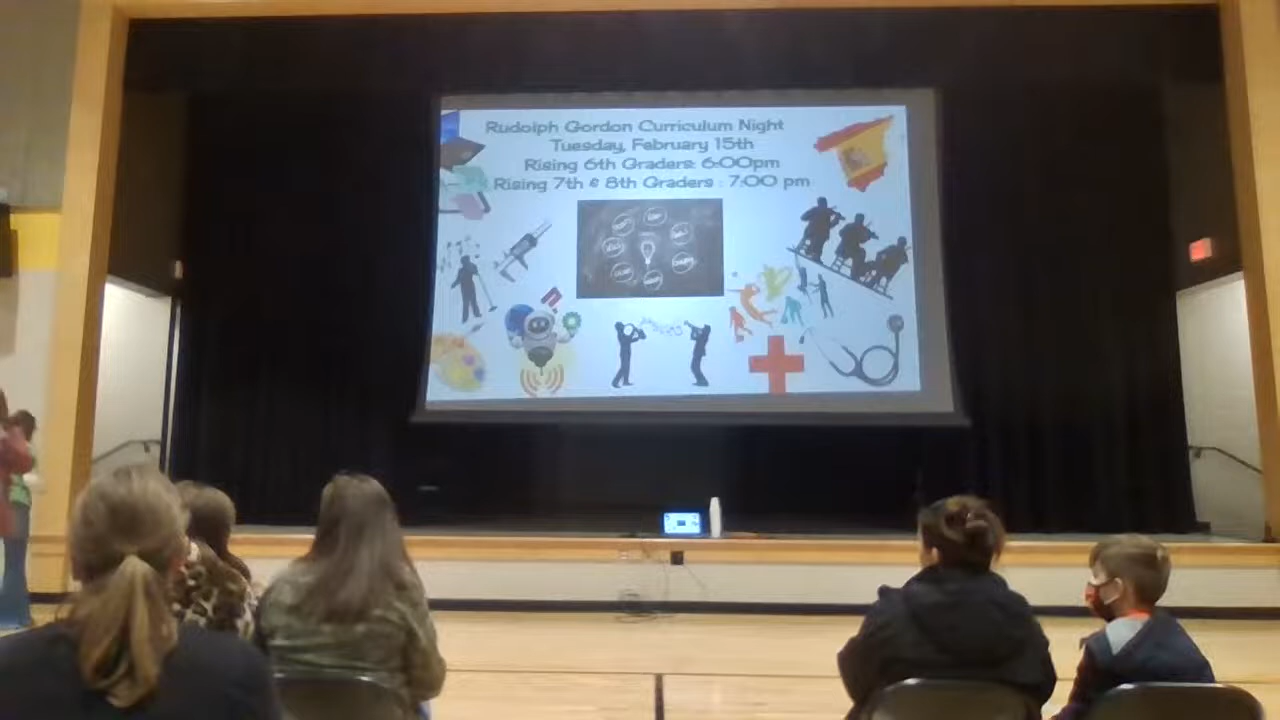 Rudolph Gordon Curriculum Night
Tuesday, February 15th
Rising 6th Graders: 6:00pm
Rising 7th & 8th Graders : 7:00 pm